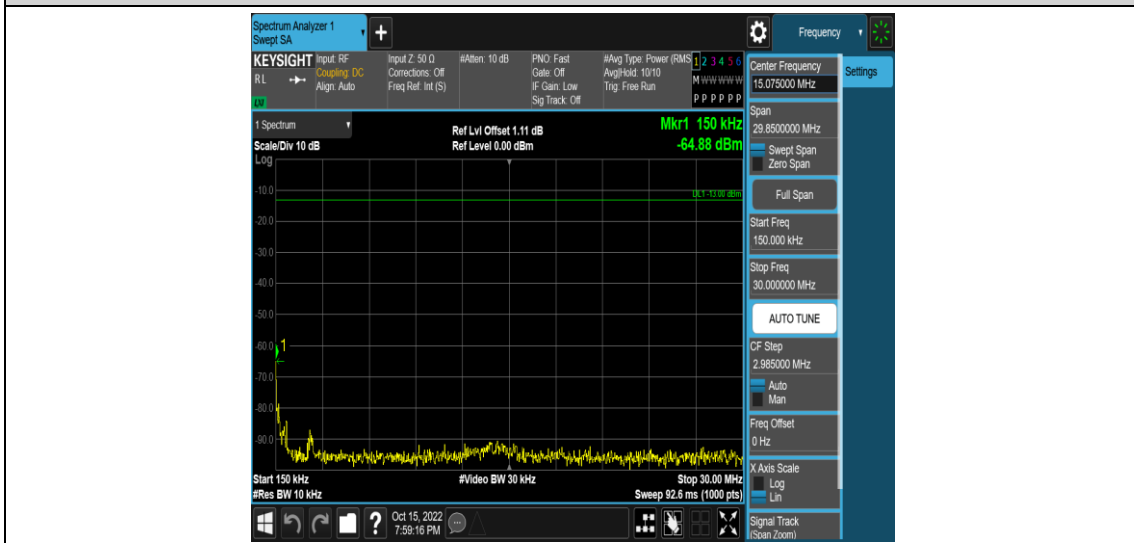 Spectrum Analyzer 1
Swept SA
+
Frequency
KEYSIGHT
RL
LXI
Input: RF
Coupling: DC
Align: Auto
Input Z: 50 Ω
Corrections: Off
Freq Ref: Int (S)
#Atten: 10 dB
PNO: Fast
Gate: Off
IF Gain: Low
Sig Track: Off
#Avg Type: Power (RMS
Avg|Hold: 10/10
Trig: Free Run
1 2 3 4 5 6
M W W W W W
P P P P P P
1 Spectrum
Scale/Div 10 dB
Ref Lvl Offset 1.11 dB
Ref Level 0.00 dBm
Mkr1 150 kHz
-64.88 dBm
Log
DL1 -13.00 dBm
-10.0
-20.0
-30.0
-40.0
-50.0
-60.0
-70.0
-80.0
-90.0
1
Start 150 kHz
#Res BW 10 kHz
#Video BW 30 kHz
Stop 30.00 MHz
Sweep 92.6 ms (1000 pts)
?
Oct 15, 2022
7:59:16 PM
Center Frequency
15.075000 MHz
Settings
Span
29.8500000 MHz
Swept Span
Zero Span
Full Span
Start Freq
150.000 kHz
Stop Freq
30.000000 MHz
AUTO TUNE
CF Step
2.985000 MHz
Auto
Man
Freq Offset
0 Hz
X Axis Scale
Log
Lin
Signal Track
(Span Zoom)